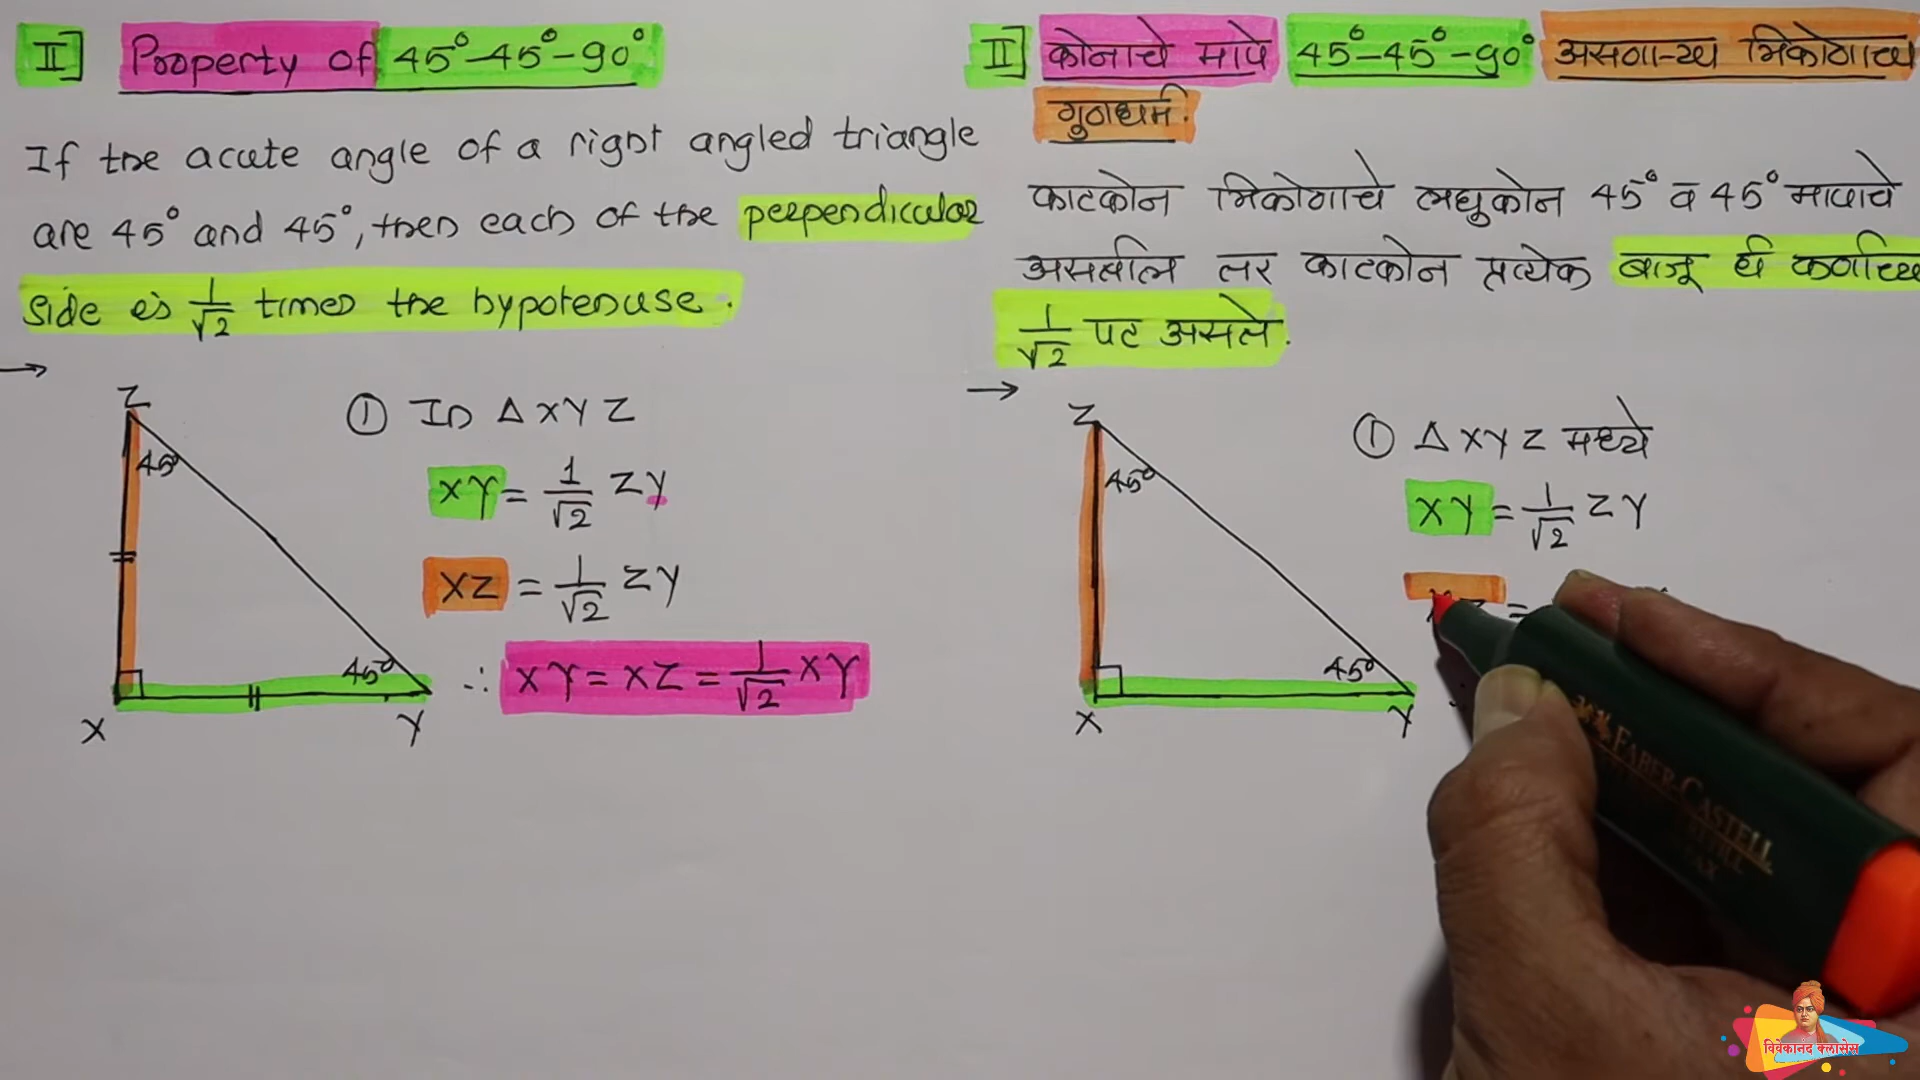 II] Property of 45°-45°-90°
If the acute angle of a right angled triangle
are 45° and 45°, then each of the perpendicular
side is 1/√2 times the hypotenuse.
→
Z
45°
45°
X
Y
① In Δ XYZ
XY = 1/√2 ZY
XZ = 1/√2 ZY
∴ XY = XZ = 1/√2 XY
II] कोनाचे मापे 45°-45°-90° असणा-या त्रिकोणाचा
गुणधर्म.
काटकोन त्रिकोणाचे लघुकोन 45° व 45° मापाचे
असतील तर काटकोन प्रत्येक बाजू ही कर्णाच्या
1/√2 पट असते.
→
Z
45°
45°
X
Y
① Δ XYZ मध्ये
XY = 1/√2 ZY
=
FABER-CASTELL
विवेकानंद क्लासेस